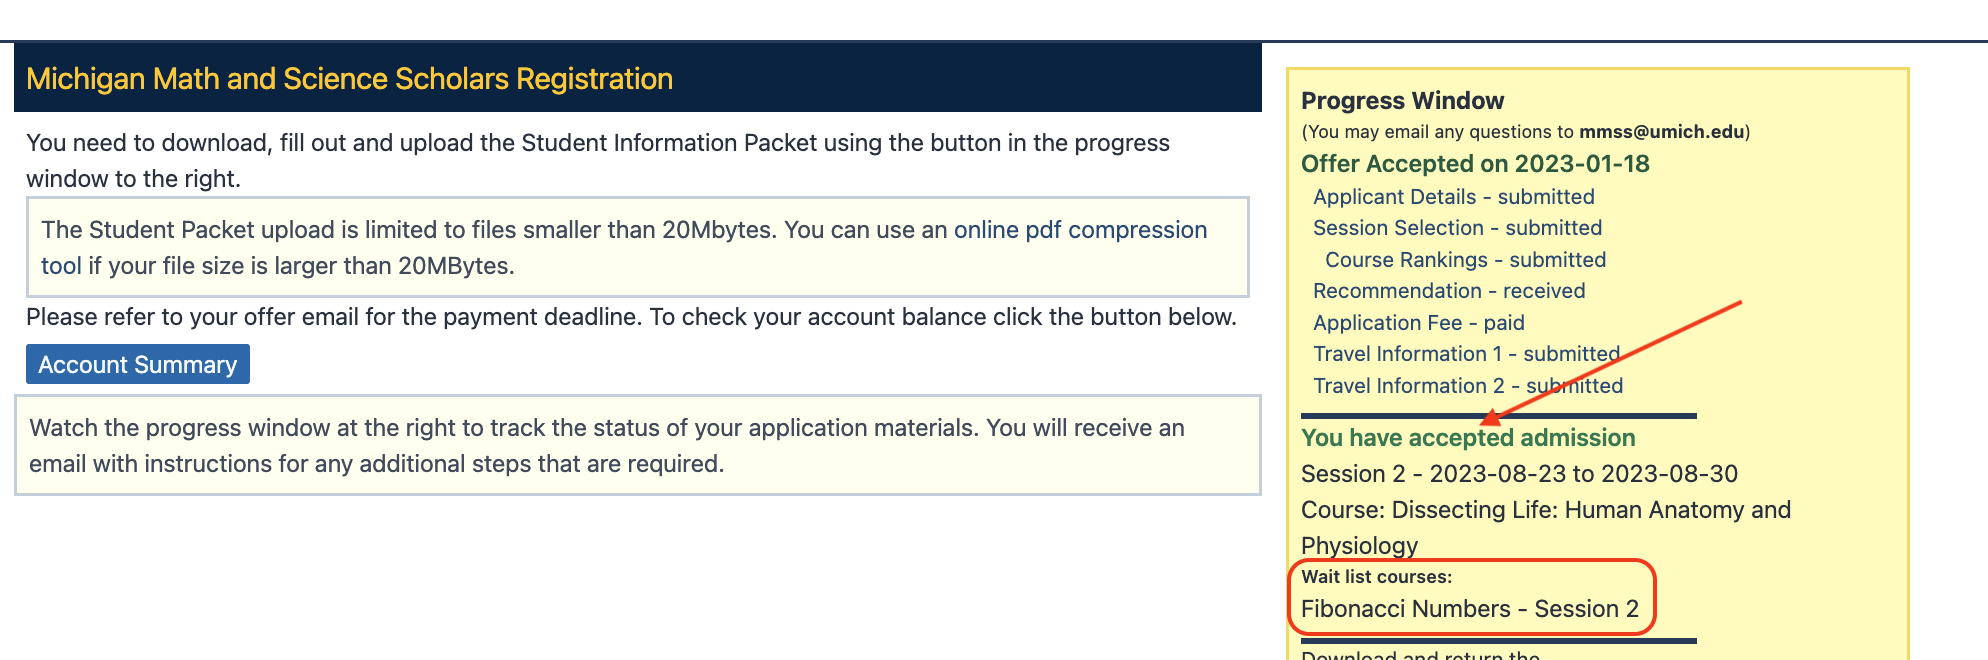 Michigan Math and Science Scholars Registration
You need to download, fill out and upload the Student Information Packet using the button in the progress
window to the right.
The Student Packet upload is limited to files smaller than 20Mbytes. You can use an online pdf compression
tool if your file size is larger than 20MBytes.
Please refer to your offer email for the payment deadline. To check your account balance click the button below.
Account Summary
Watch the progress window at the right to track the status of your application materials. You will receive an
email with instructions for any additional steps that are required.
Progress Window
(You may email any questions to mmss@umich.edu)
Offer Accepted on 2023-01-18
Applicant Details - submitted
Session Selection - submitted
Course Rankings - submitted
Recommendation - received
Application Fee - paid
Travel Information 1 - submitted
Travel Information 2 - submitted
You have accepted admission
Session 2 - 2023-08-23 to 2023-08-30
Course: Dissecting Life: Human Anatomy and
Physiology
Wait list courses:
Fibonacci Numbers - Session 2
Download and return the